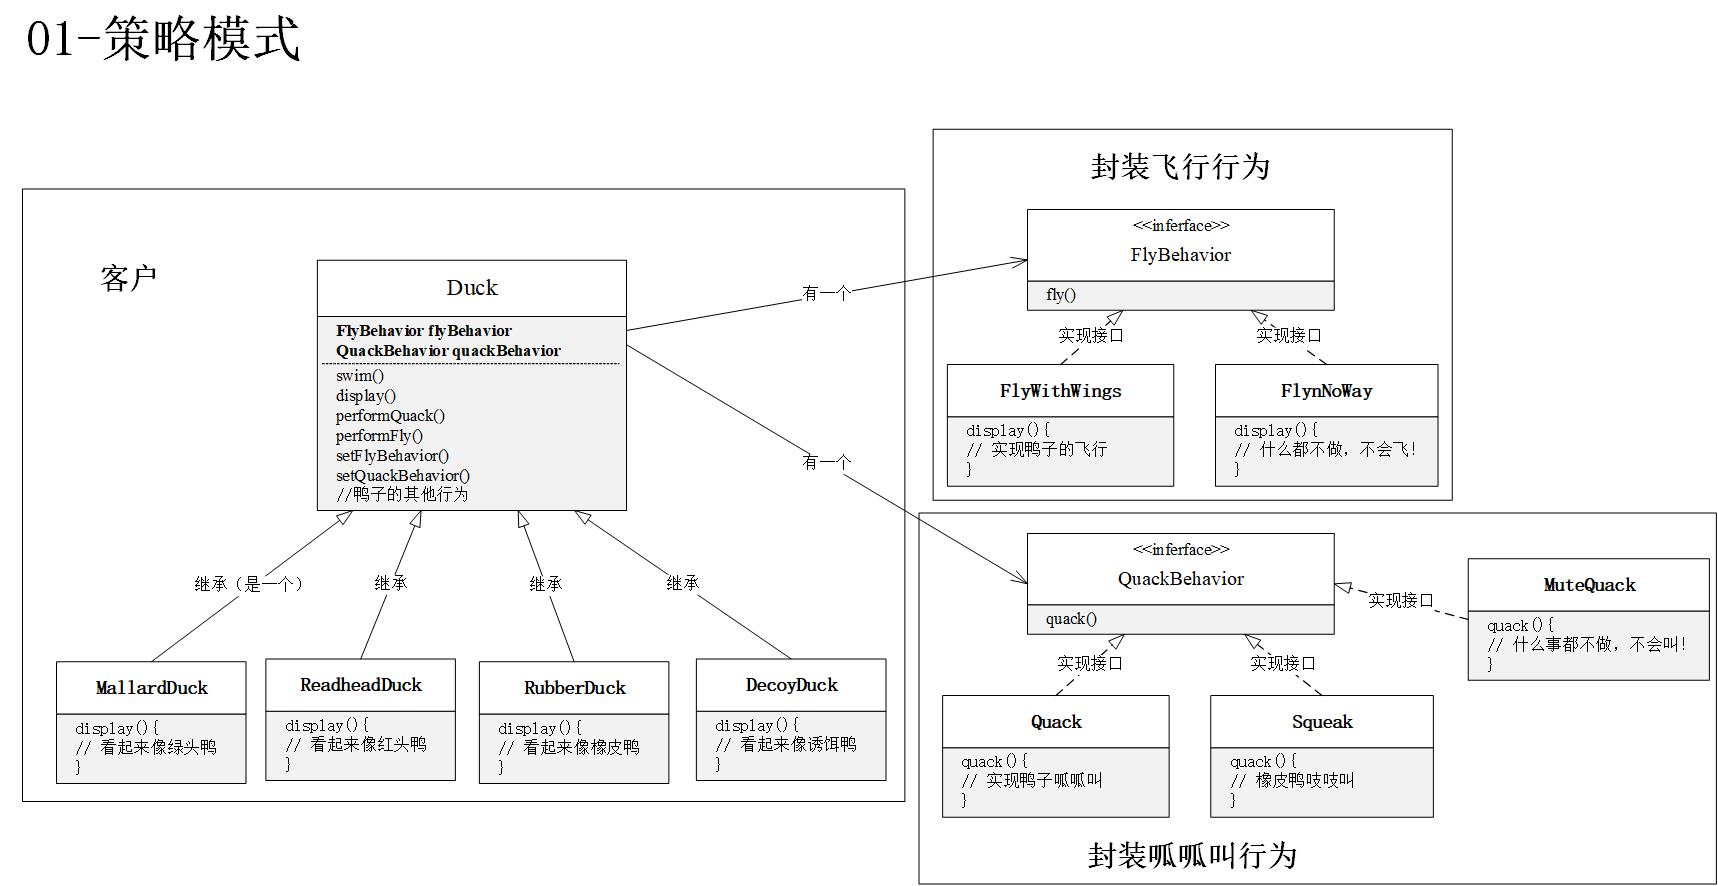 01-策略模式
客户
Duck
FlyBehavior flyBehavior
QuackBehavior quackBehavior
swim()
display()
performQuack()
performFly()
setFlyBehavior()
setQuackBehavior()
//鸭子的其他行为
继承（是一个）
继承
继承
继承
MallardDuck
display(){
// 看起来像绿头鸭
}
ReadheadDuck
display(){
// 看起来像红头鸭
}
RubberDuck
display(){
// 看起来像橡皮鸭
}
DecoyDuck
display(){
// 看起来像诱饵鸭
}
有一个
有一个
封装飞行行为
<<inferface>>
FlyBehavior
fly()
实现接口
实现接口
FlyWithWings
display(){
// 实现鸭子的飞行
}
FlynNoWay
display(){
// 什么都不做，不会飞！
}
<<inferface>>
QuackBehavior
quack()
实现接口
实现接口
实现接口
MuteQuack
quack(){
// 什么事都不做，不会叫！
}
Quack
quack(){
// 实现鸭子呱呱叫
}
Squeak
quack(){
// 橡皮鸭吱吱叫
}
封装呱呱叫行为